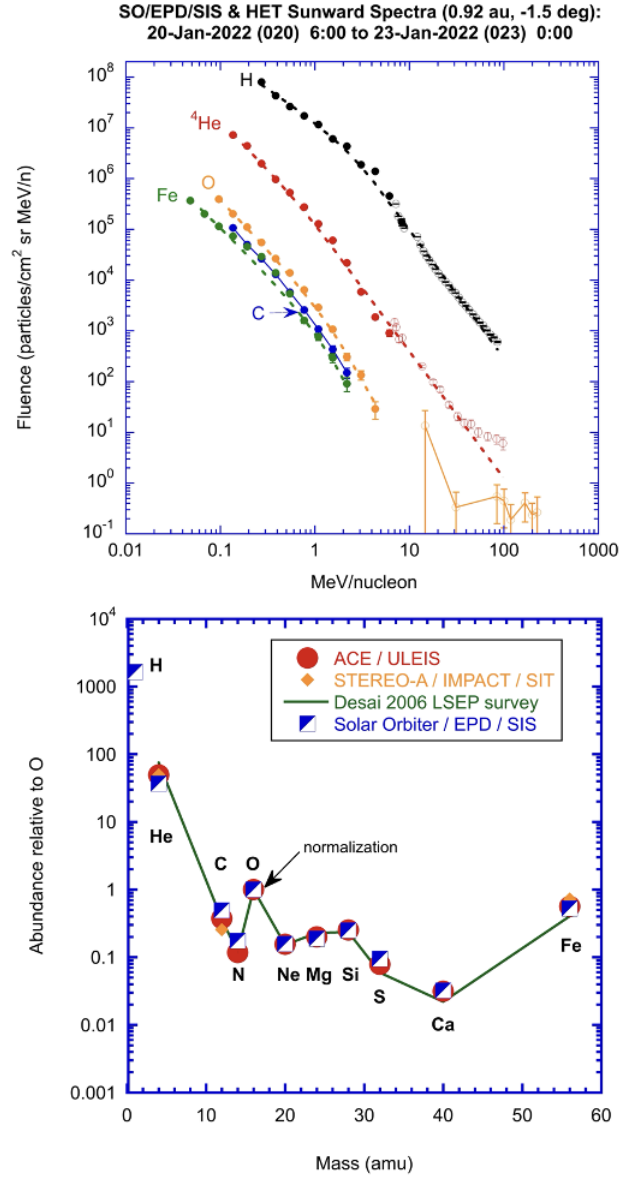 SO/EPD/SIS & HET Sunward Spectra (0.92 au, -1.5 deg):
20-Jan-2022 (020) 6:00 to 23-Jan-2022 (023) 0:00
Fluence (particles/cm² sr MeV/n)
10⁸
10⁷
10⁶
10⁵
10⁴
10³
10²
10¹
10⁰
10⁻¹
H
⁴He
O
Fe
C
0.01 0.1 1 10 100 1000
MeV/nucleon
Abundance relative to O
10⁴
1000
100
10
1
0.1
0.01
0.001
ACE / ULEIS
STEREO-A / IMPACT / SIT
Desai 2006 LSEP survey
Solar Orbiter / EPD / SIS
H
He
C
O
normalization
N
Ne
Mg
Si
S
Ca
Fe
0 10 20 30 40 50 60
Mass (amu)